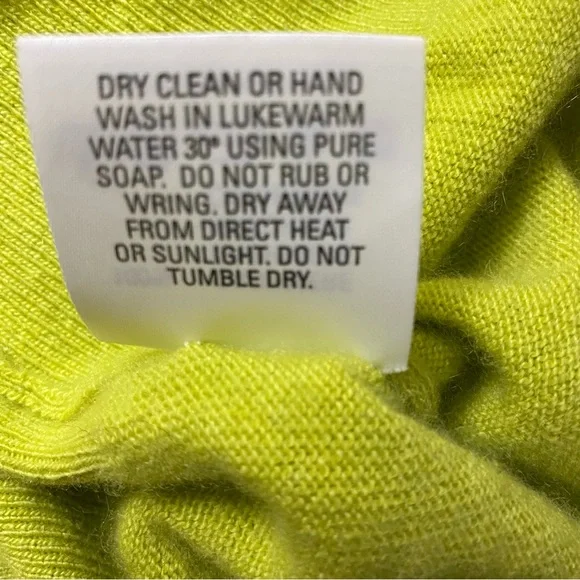 DRY CLEAN OR HAND
WASH IN LUKEWARM
WATER 30° USING PURE
SOAP. DO NOT RUB OR
WRING. DRY AWAY
FROM DIRECT HEAT
OR SUNLIGHT. DO NOT
TUMBLE DRY.